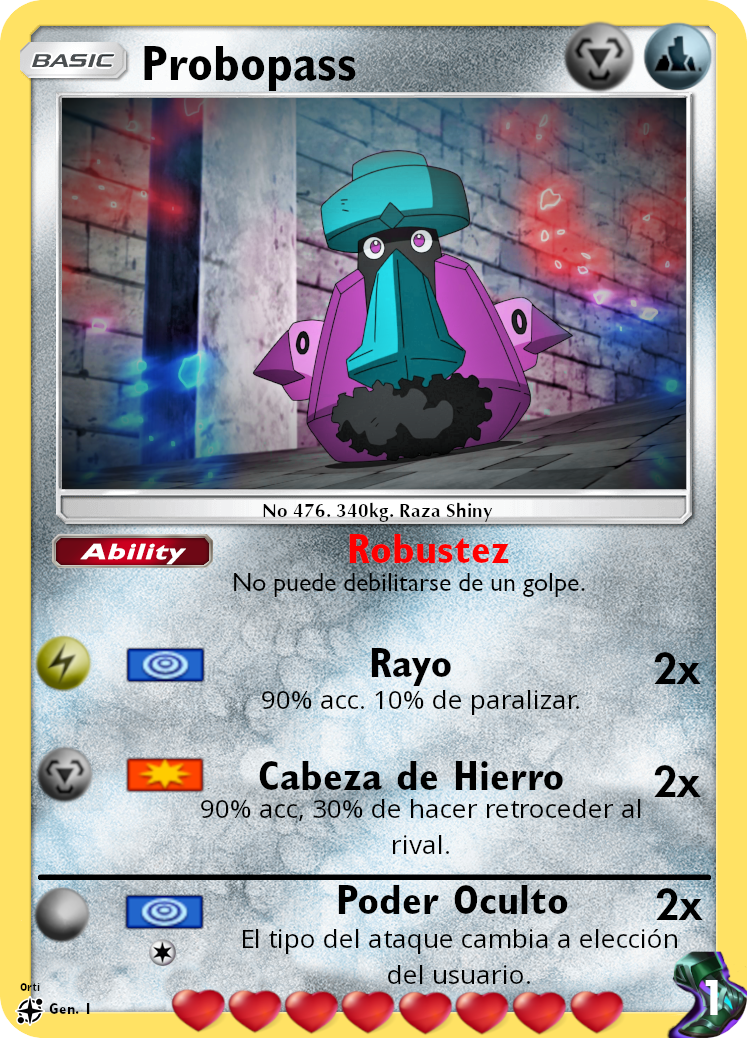 BASIC
Probopass
No 476. 340kg. Raza Shiny
Ability
Robustez
No puede debilitarse de un golpe.
Rayo
2x
90% acc. 10% de paralizar.
Cabeza de Hierro
2x
90% acc, 30% de hacer retroceder al
rival.
Poder Oculto
2x
El tipo del ataque cambia a elección
del usuario.
Orti
Gen. I
1